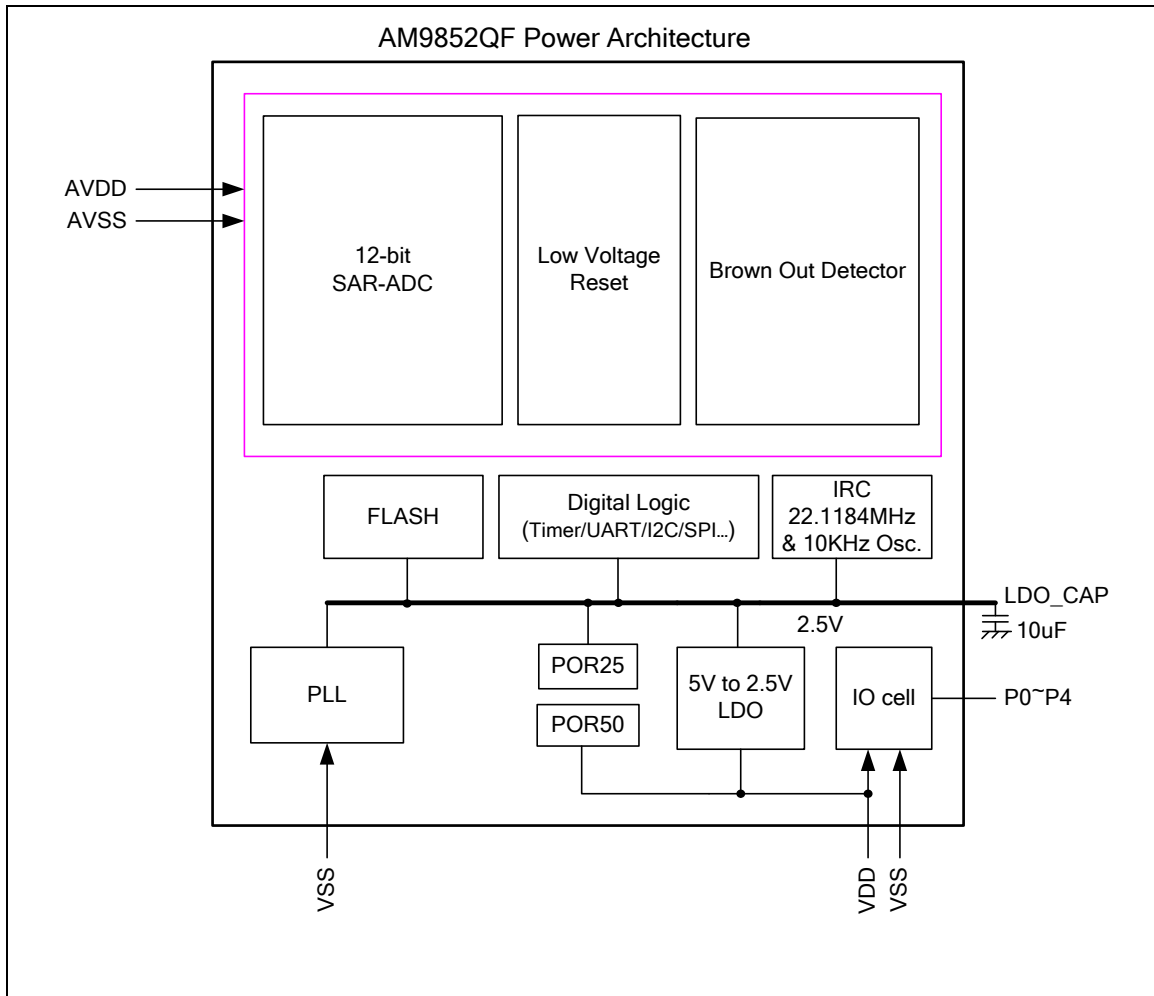 AM9852QF Power Architecture
AVDD
AVSS
12-bit
SAR-ADC
Low Voltage
Reset
Brown Out Detector
FLASH
Digital Logic
(Timer/UART/I2C/SPI...)
IRC
22.1184MHz
& 10KHz Osc.
LDO_CAP
2.5V
10uF
PLL
POR25
POR50
5V to 2.5V
LDO
IO cell
P0~P4
VSS
VDD
VSS